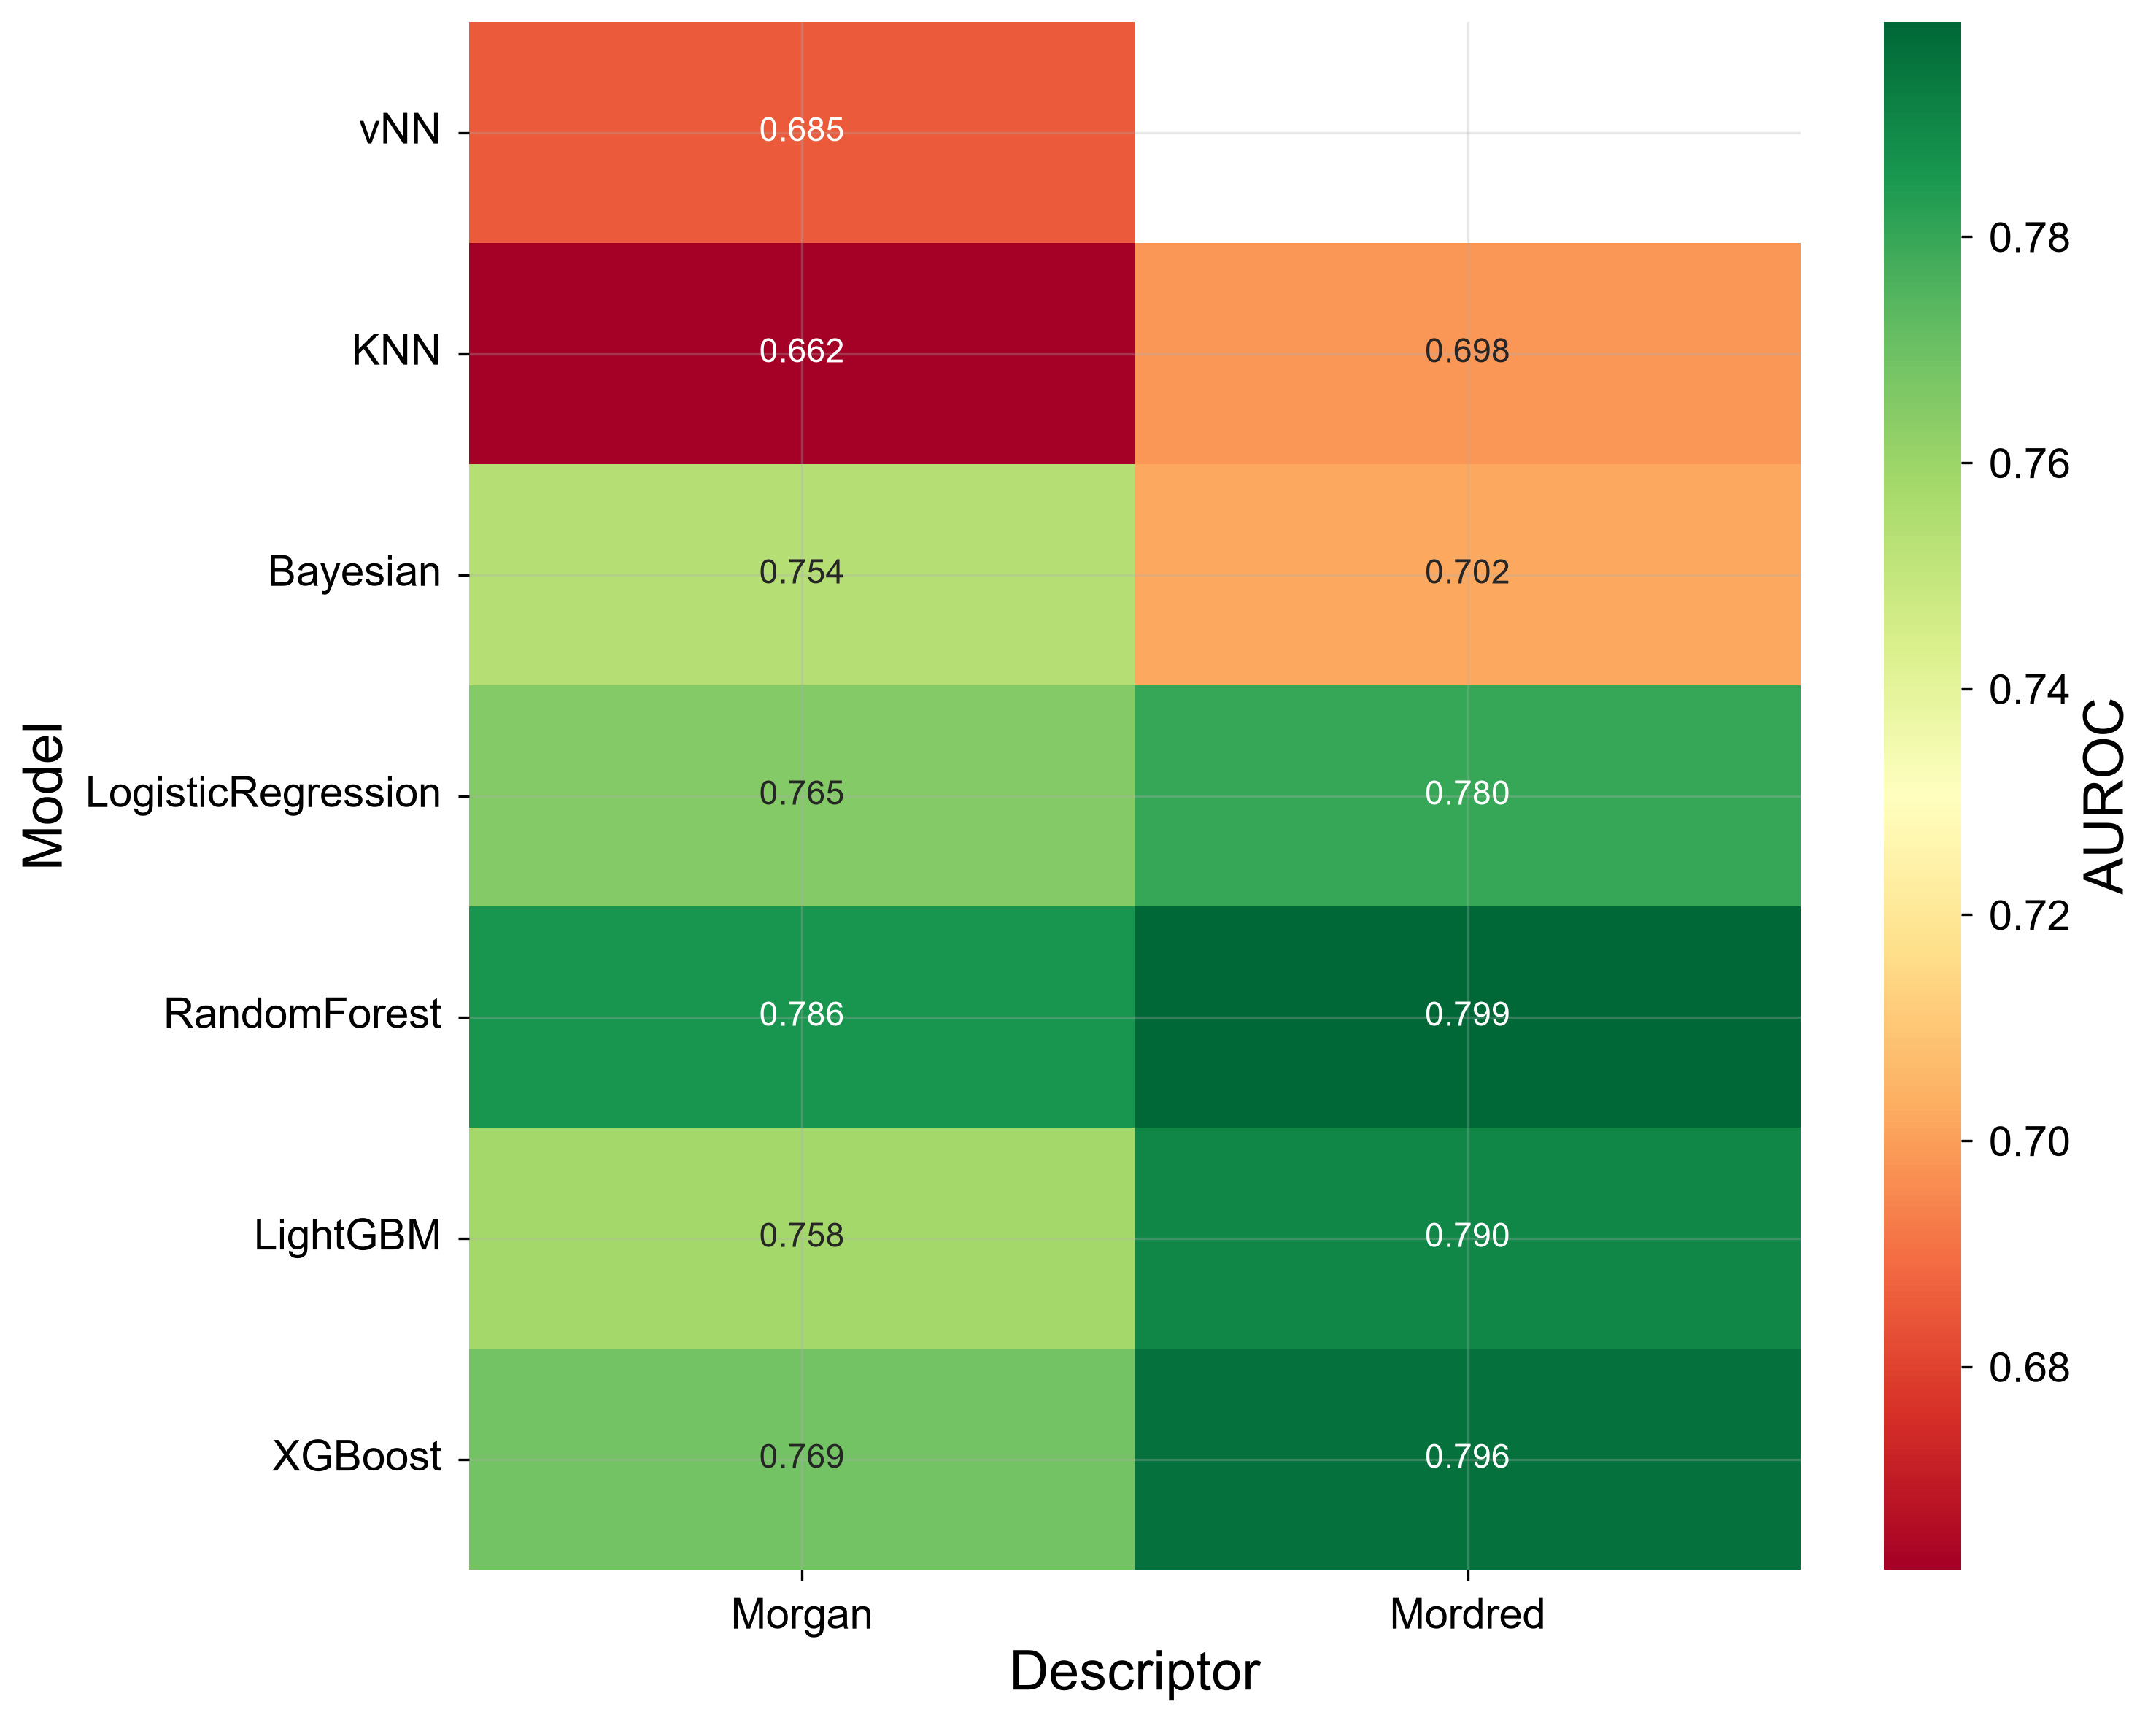 vNN
0.685
KNN
0.662
0.698
Bayesian
0.754
0.702
LogisticRegression
0.765
0.780
RandomForest
0.786
0.799
LightGBM
0.758
0.790
XGBoost
0.769
0.796
Morgan
Mordred
Descriptor
Model
0.78
0.76
0.74
0.72
0.70
0.68
AUROC